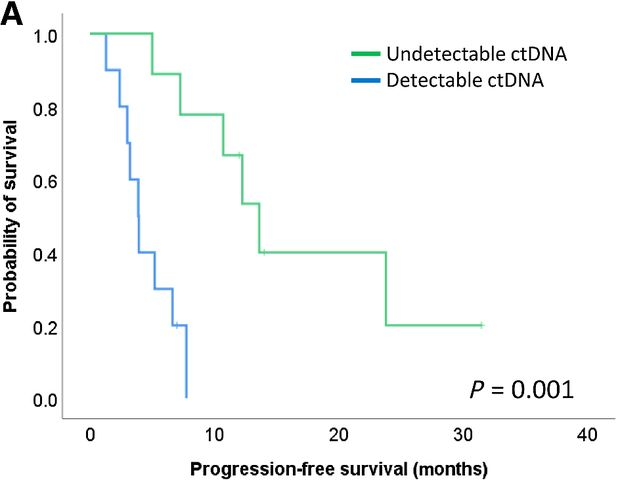 A
1.0
0.8
0.6
0.4
0.2
0.0
Probability of survival
Undetectable ctDNA
Detectable ctDNA
P = 0.001
0 10 20 30 40
Progression-free survival (months)